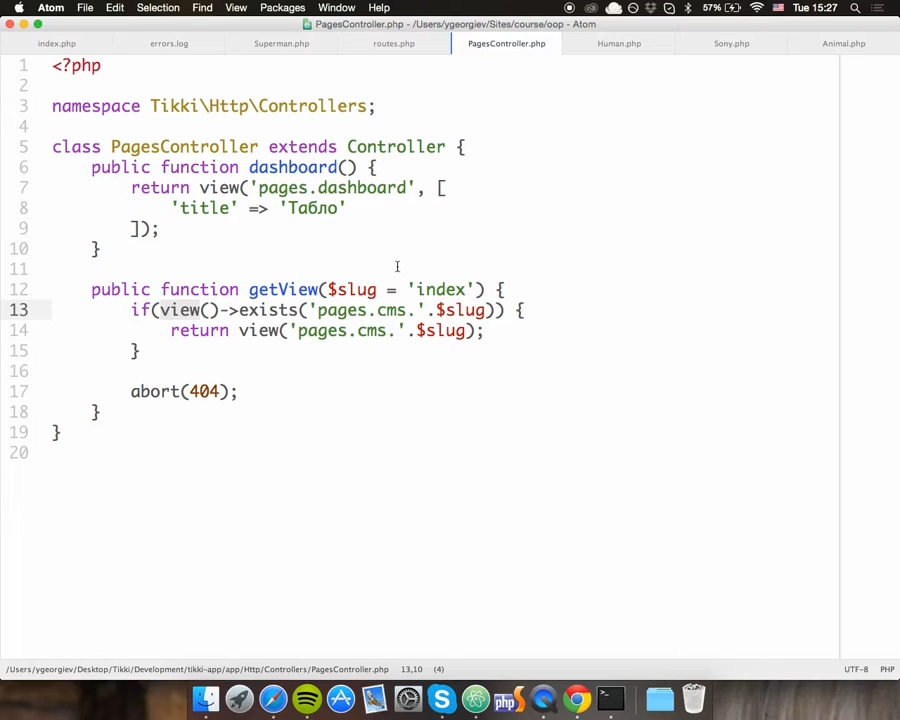 Atom File Edit Selection Find View Packages Window Help 57% Tue 15:27
PagesController.php - /Users/ygeorgiev/Sites/course/oop - Atom
index.php errors.log Superman.php routes.php PagesController.php Human.php Sony.php Animal.php
1 <?php
2
3 namespace Tikki\Http\Controllers;
4
5 class PagesController extends Controller {
6 public function dashboard() {
7 return view('pages.dashboard', [
8 'title' => 'Табло'
9 ]);
10 }
11
12 public function getView($slug = 'index') {
13 if(view()->exists('pages.cms.'.$slug)) {
14 return view('pages.cms.'.$slug);
15 }
16
17 abort(404);
18 }
19 }
20
/Users/ygeorgiev/Desktop/Tikki/Development/tikki-app/app/Http/Controllers/PagesController.php 13,10 (4) UTF-8 PHP
php